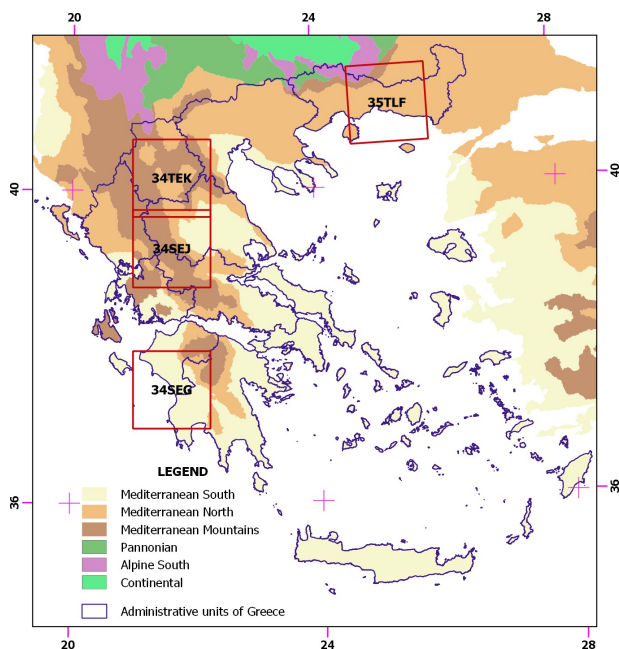 20
24
28
35TLF
40
34TEK
40
34SEJ
34SEG
LEGEND
Mediterranean South
Mediterranean North
Mediterranean Mountains
Pannonian
Alpine South
Continental
Administrative units of Greece
36
36
20
24
28